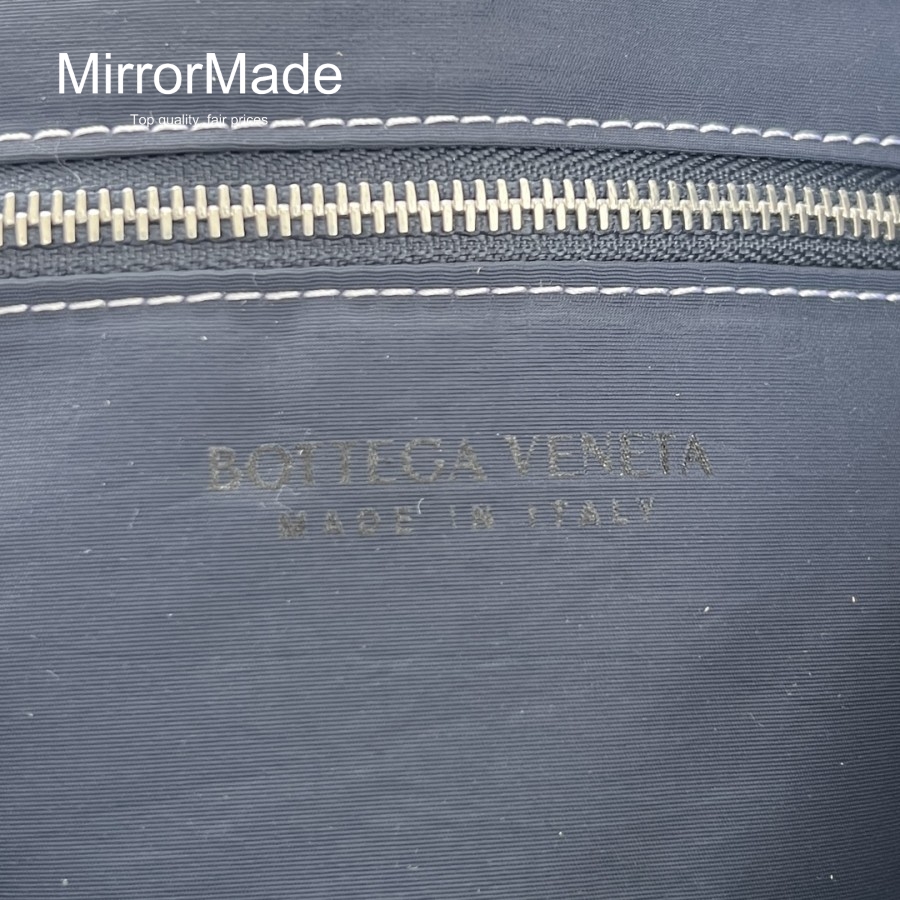 MirrorMade
Top quality, fair prices
BOTTEGA VENETA
MADE IN ITALY